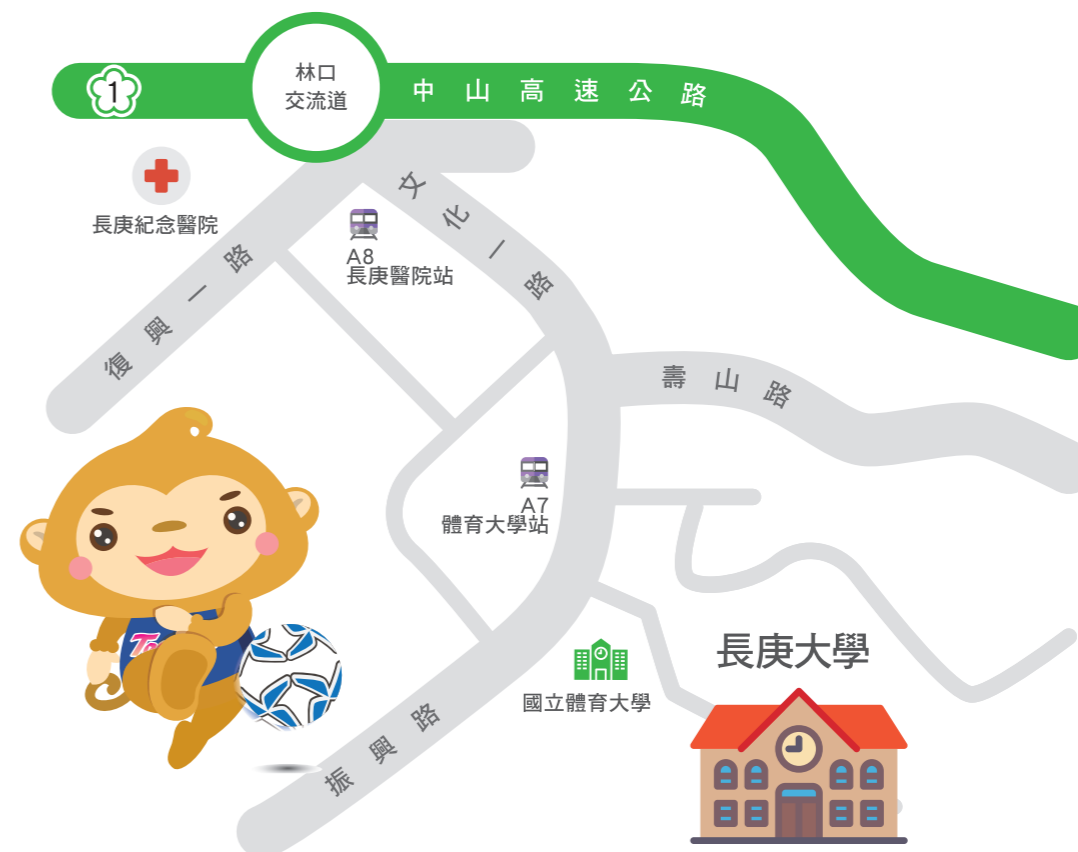 1
林口
交流道
中山高速公路
長庚紀念醫院
文化一路
A8
長庚醫院站
復興一路
壽山路
A7
體育大學站
長庚大學
國立體育大學
振興路